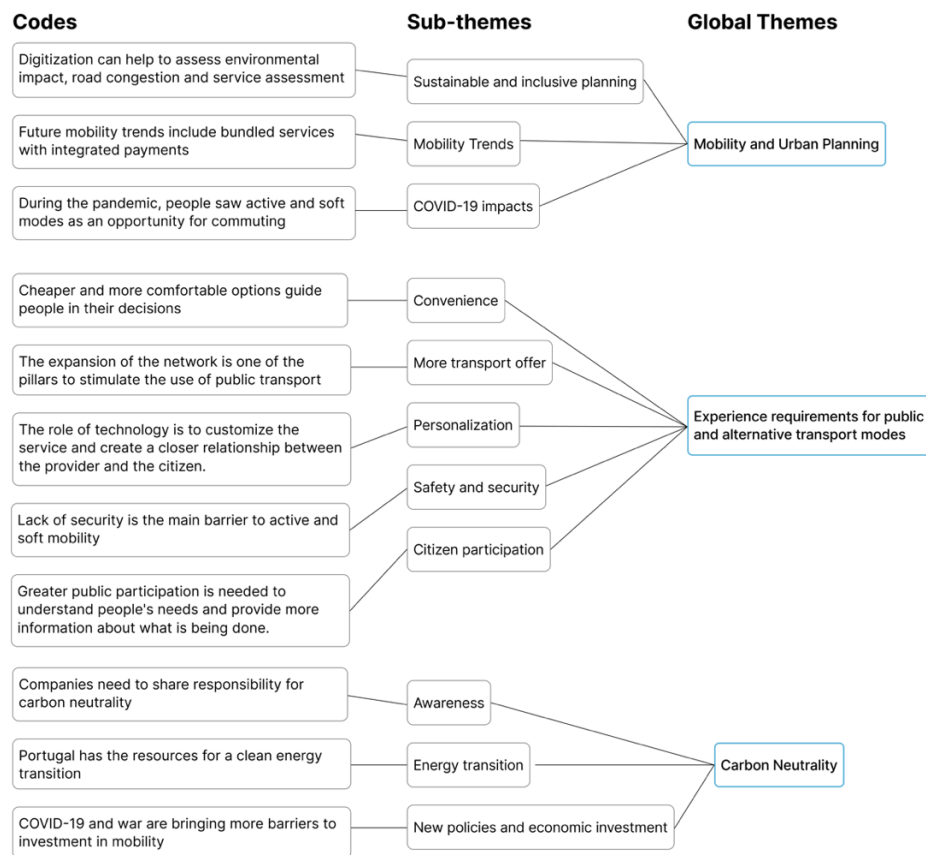 Codes
Sub-themes
Global Themes
Digitization can help to assess environmental
impact, road congestion and service assessment
Sustainable and inclusive planning
Future mobility trends include bundled services
with integrated payments
Mobility Trends
Mobility and Urban Planning
During the pandemic, people saw active and soft
modes as an opportunity for commuting
COVID-19 impacts
Cheaper and more comfortable options guide
people in their decisions
Convenience
The expansion of the network is one of the
pillars to stimulate the use of public transport
More transport offer
The role of technology is to customize the
service and create a closer relationship between
the provider and the citizen.
Personalization
Experience requirements for public
and alternative transport modes
Lack of security is the main barrier to active and
soft mobility
Safety and security
Greater public participation is needed to
understand people's needs and provide more
information about what is being done.
Citizen participation
Companies need to share responsibility for
carbon neutrality
Awareness
Portugal has the resources for a clean energy
transition
Energy transition
Carbon Neutrality
COVID-19 and war are bringing more barriers to
investment in mobility
New policies and economic investment